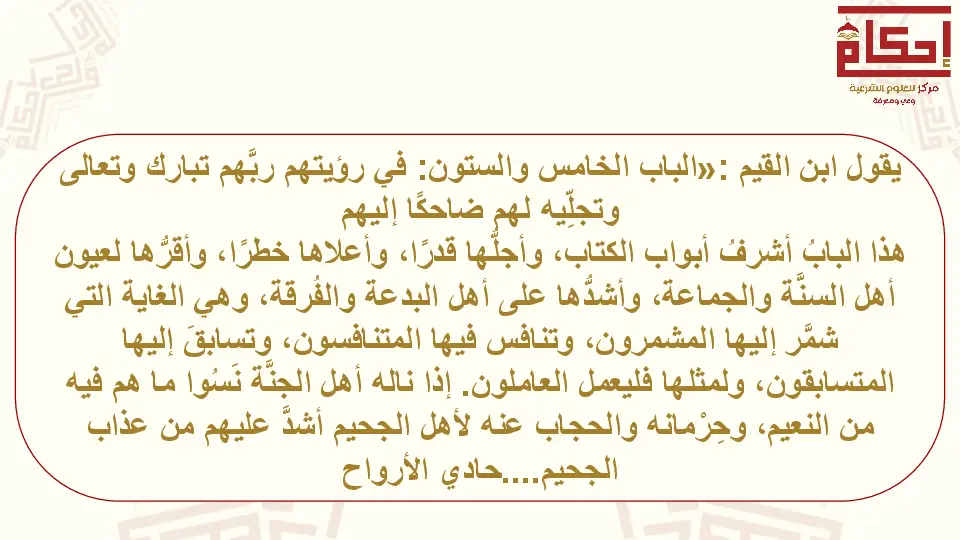 إحكام
مركز للعلوم الشرعية
وعي ومعرفة
يقول ابن القيم :«الباب الخامس والستون: في رؤيتهم ربَّهم تبارك وتعالى
وتجلِّيه لهم ضاحكًا إليهم
هذا البابُ أشرفُ أبواب الكتاب، وأجلُّها قدرًا، وأعلاها خطرًا، وأقرُّها لعيون
أهل السنَّة والجماعة، وأشدُّها على أهل البدعة والفُرقة، وهي الغاية التي
شمَّر إليها المشمرون، وتنافس فيها المتنافسون، وتسابقَ إليها
المتسابقون، ولمثلها فليعمل العاملون. إذا ناله أهل الجنَّة نَسُوا ما هم فيه
من النعيم، وحِرْمانه والحجاب عنه لأهل الجحيم أشدَّ عليهم من عذاب
الجحيم....حادي الأرواح